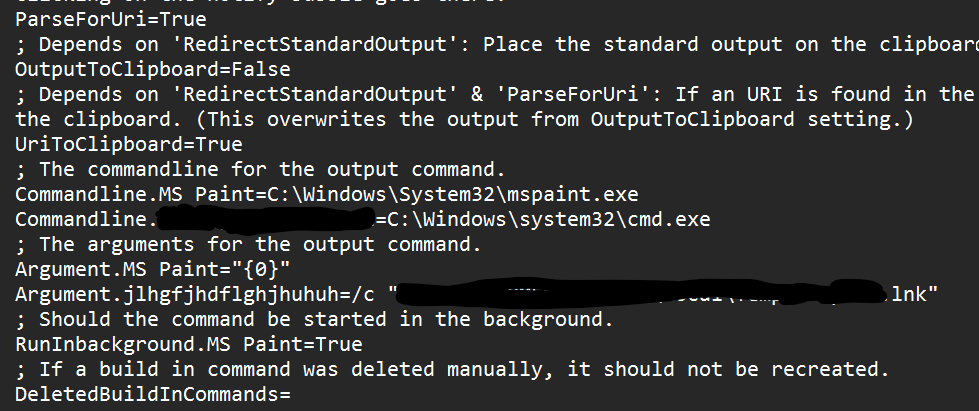 ParseForUri=True
; Depends on 'RedirectStandardOutput': Place the standard output on the
OutputToClipboard=False
; Depends on 'RedirectStandardOutput' & 'ParseForUri': If an URI is found in the
the clipboard. (This overwrites the output from OutputToClipboard setting.)
UriToClipboard=True
; The commandline for the output command.
Commandline.MS Paint=C:\Windows\System32\mspaint.exe
Commandline. =C:\Windows\system32\cmd.exe
; The arguments for the output command.
Argument.MS Paint="{0}"
Argument.jlhgfjhdflghjhuhuh=/c " lnk"
; Should the command be started in the background.
RunInbackground.MS Paint=True
; If a build in command was deleted manually, it should not be recreated.
DeletedBuildInCommands=